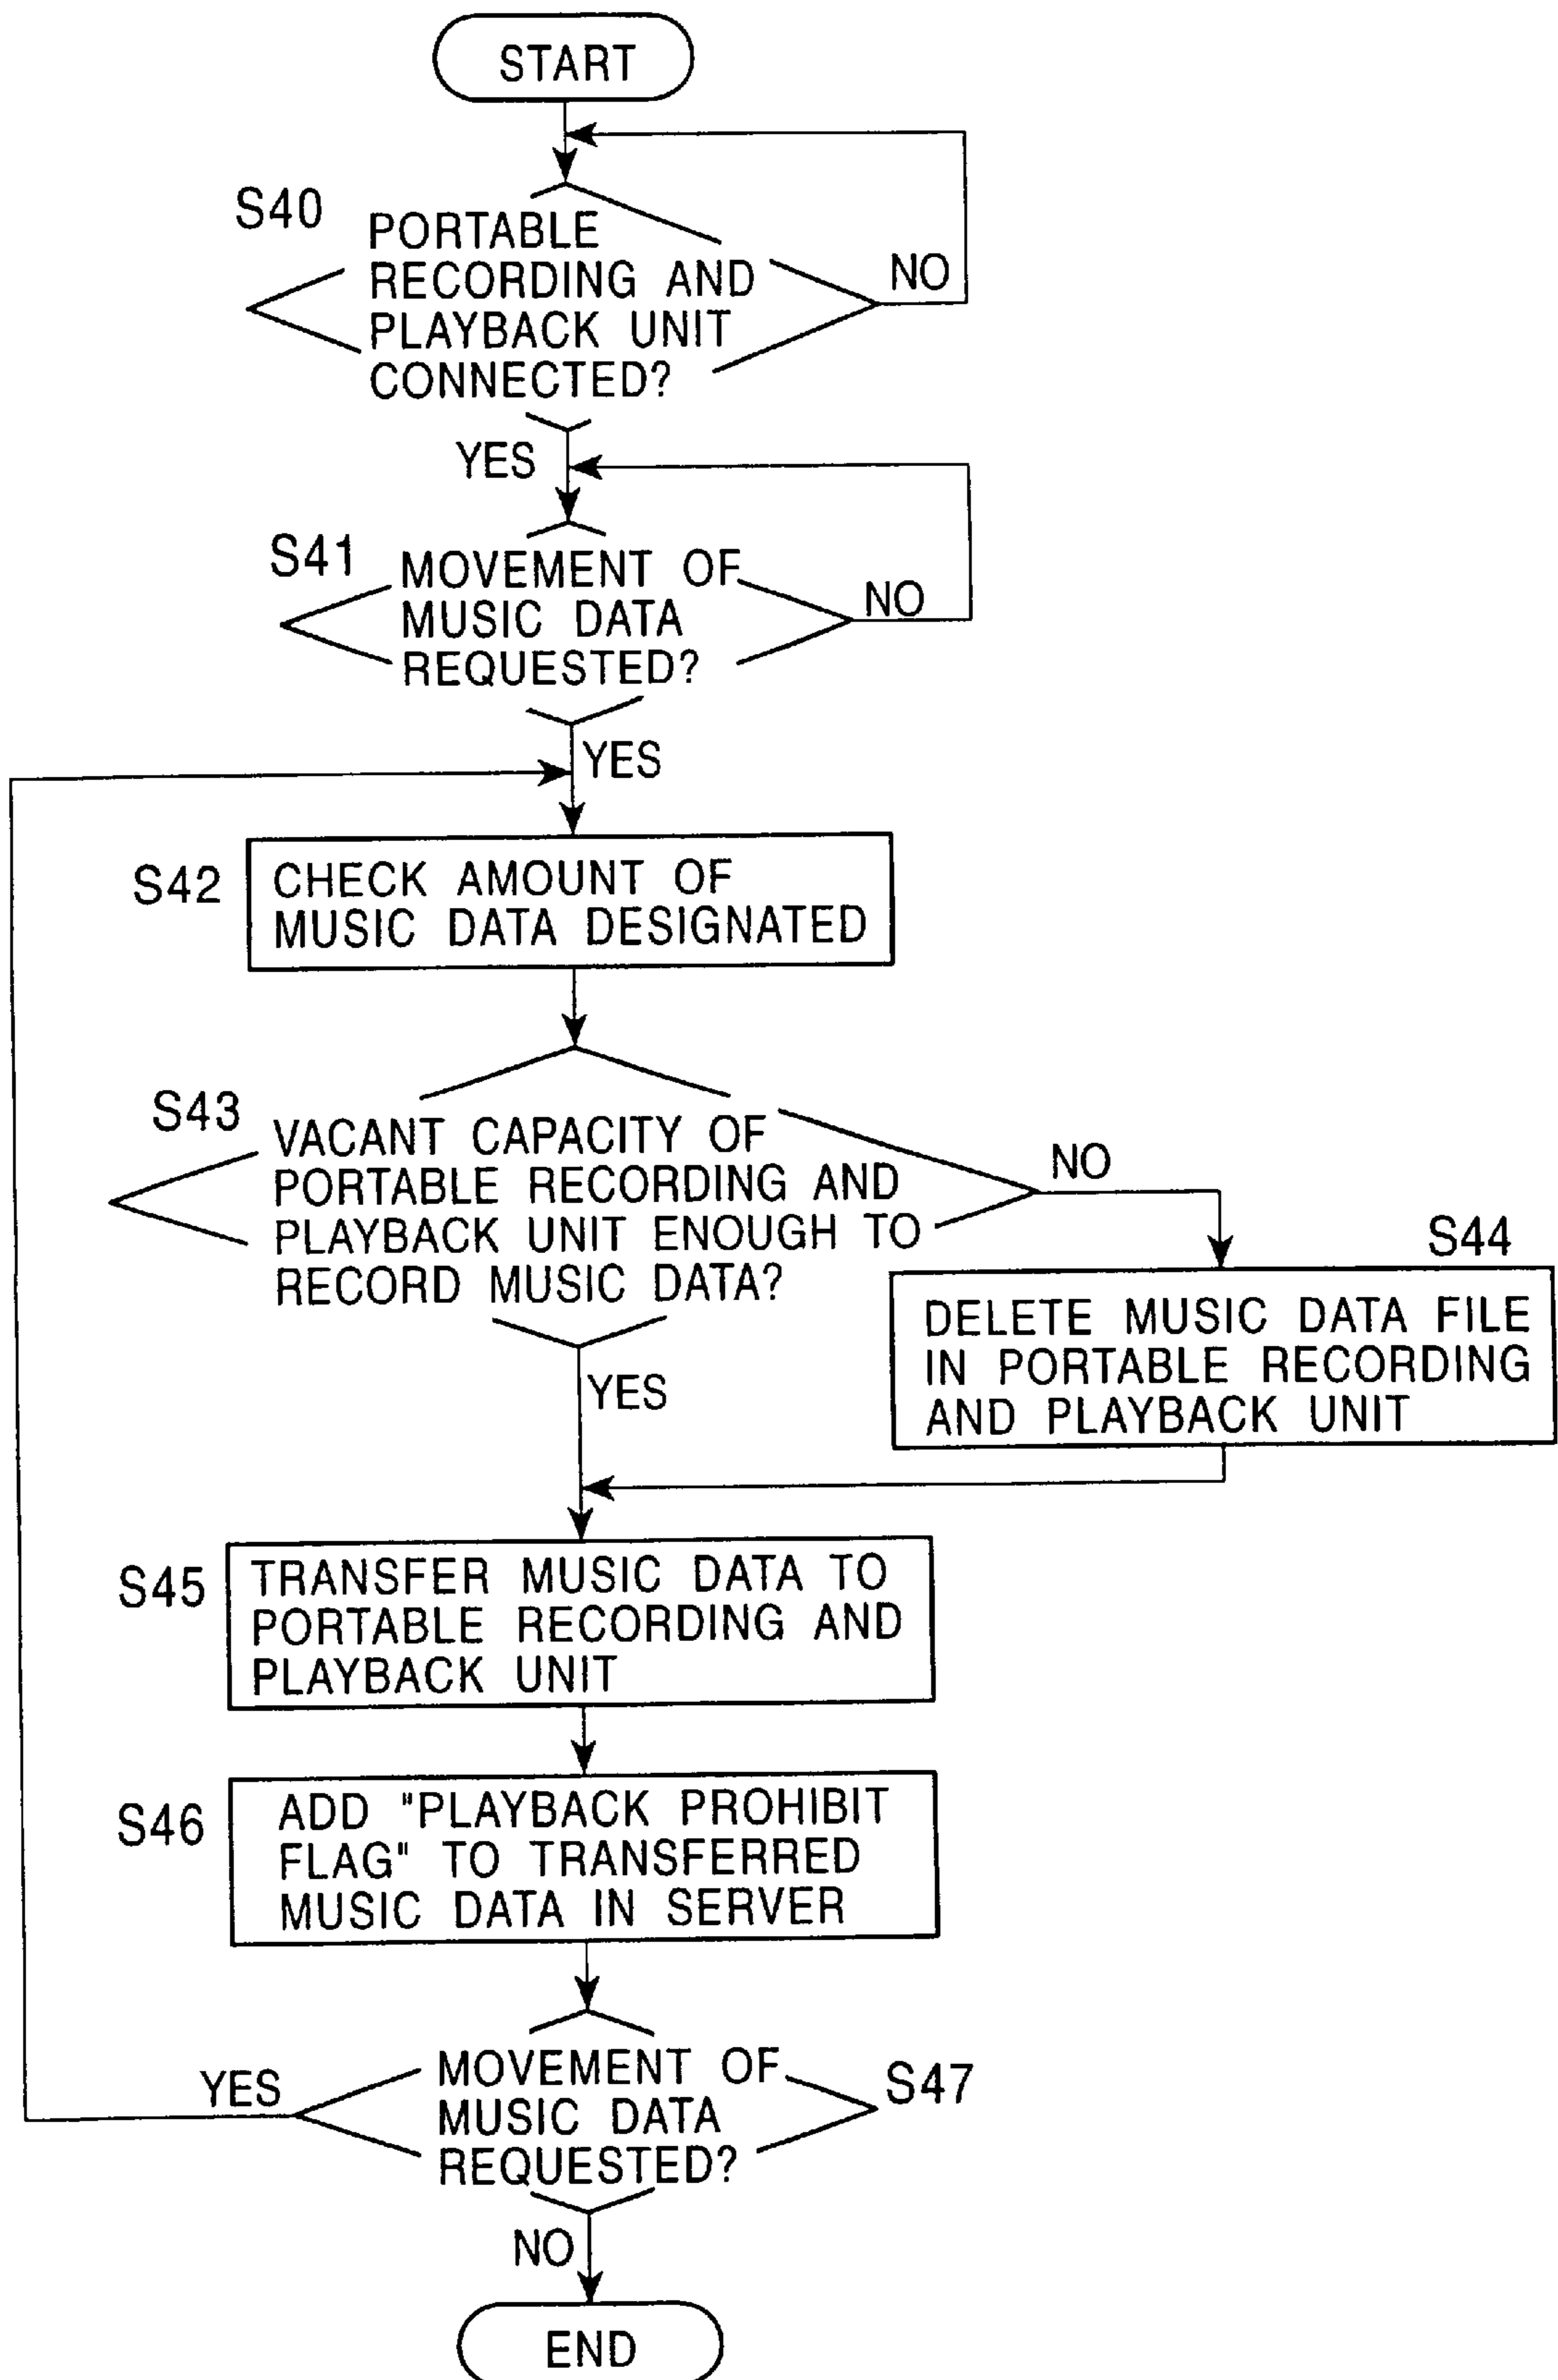 START
S40
PORTABLE
RECORDING AND
PLAYBACK UNIT
CONNECTED?
NO
YES
S41
MOVEMENT OF
MUSIC DATA
REQUESTED?
NO
YES
S42
CHECK AMOUNT OF
MUSIC DATA DESIGNATED
S43
VACANT CAPACITY OF
PORTABLE RECORDING AND
PLAYBACK UNIT ENOUGH TO
RECORD MUSIC DATA?
NO
YES
S44
DELETE MUSIC DATA FILE
IN PORTABLE RECORDING
AND PLAYBACK UNIT
S45
TRANSFER MUSIC DATA TO
PORTABLE RECORDING AND
PLAYBACK UNIT
S46
ADD "PLAYBACK PROHIBIT
FLAG" TO TRANSFERRED
MUSIC DATA IN SERVER
YES
MOVEMENT OF
MUSIC DATA
REQUESTED?
S47
NO
END